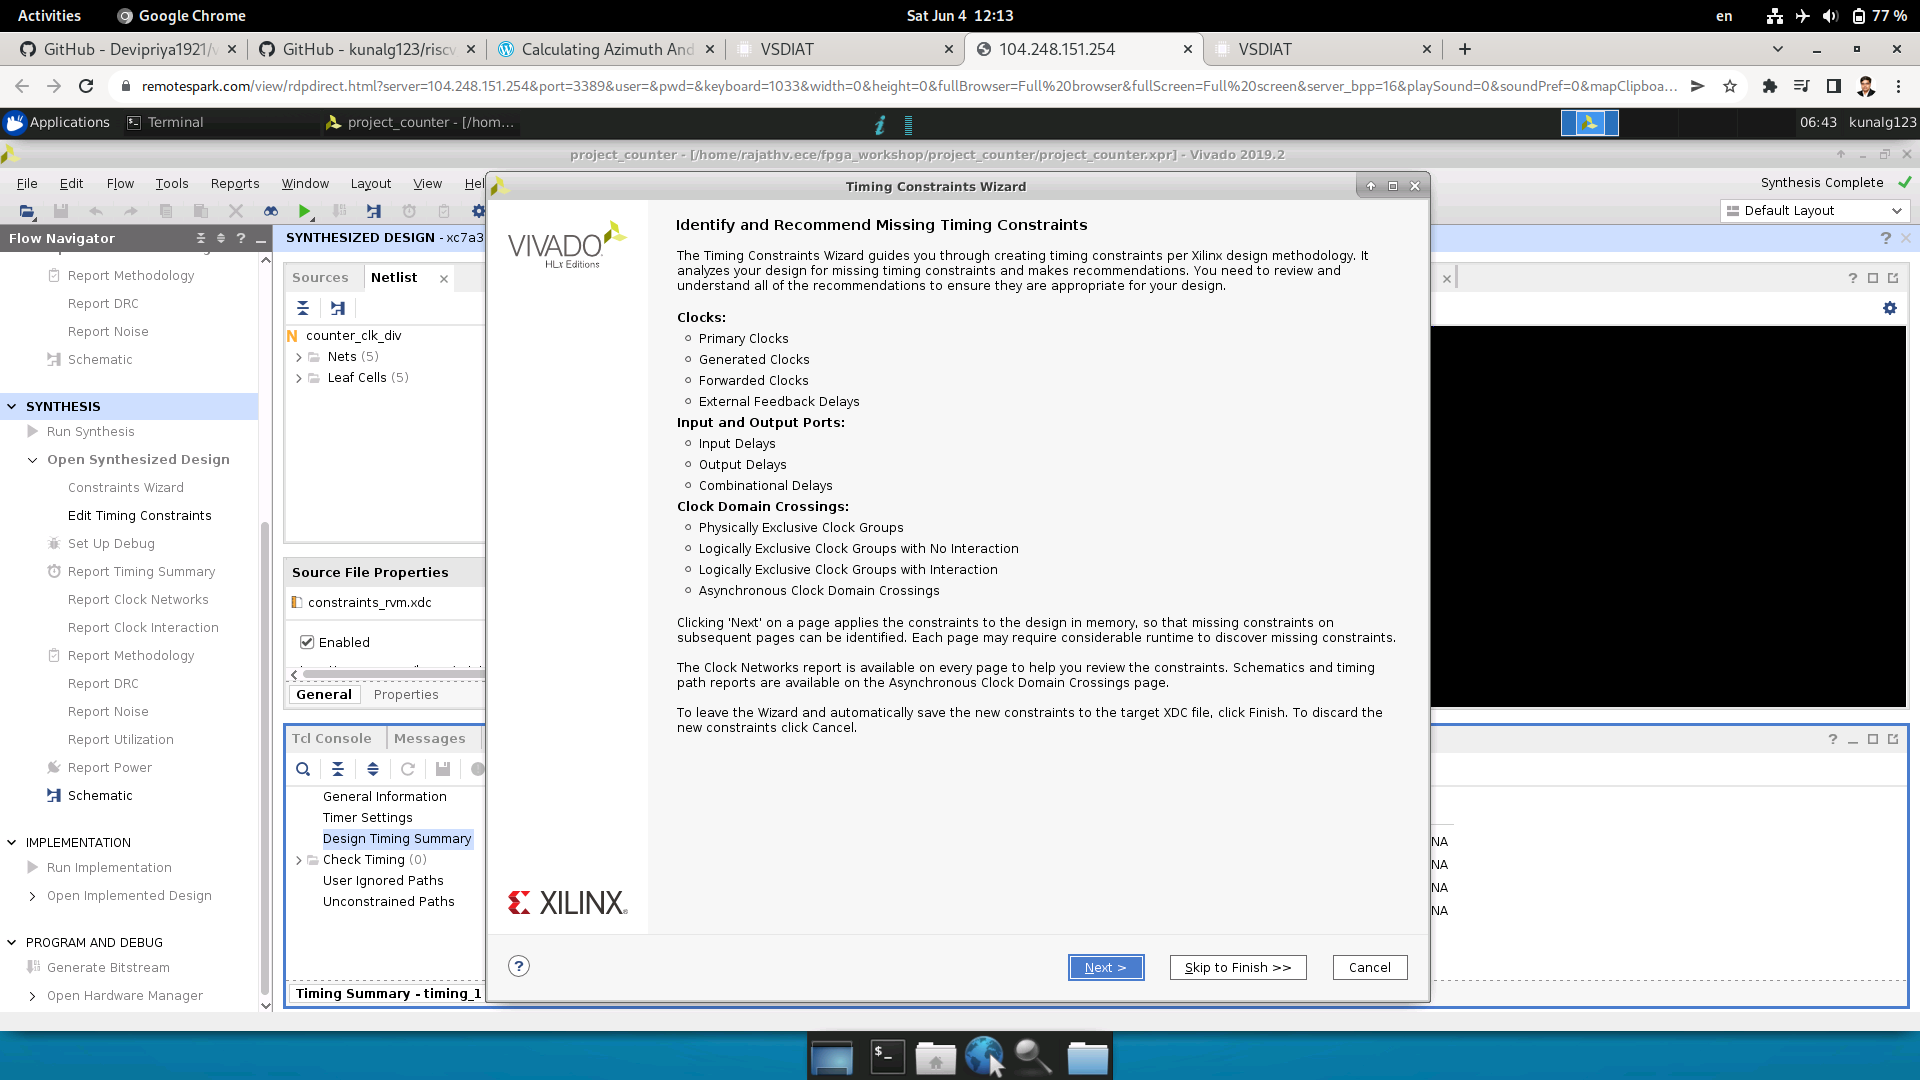 Activities
Google Chrome
Sat Jun 4 12:13
en
77 %
GitHub - Devipriya1921/v
GitHub - kunalg123/riscv
Calculating Azimuth And
VSDIAT
104.248.151.254
VSDIAT
remotespark.com/view/rdpdirect.html?server=104.248.151.254&port=3389&user=&pwd=&keyboard=1033&width=0&height=0&fullBrowser=Full%20browser&fullScreen=Full%20screen&server_bpp=16&playSound=0&soundPref=0&mapClipboa...
Applications
Terminal
project_counter - [/hom...
06:43
kunalg123
project_counter - [/home/rajathv.ece/fpga_workshop/project_counter/project_counter.xpr] - Vivado 2019.2
File Edit Flow Tools Reports Window Layout View Hel
Synthesis Complete
Default Layout
Flow Navigator
SYNTHESIZED DESIGN - xc7a3
Report Methodology
Report DRC
Report Noise
Schematic
SYNTHESIS
Run Synthesis
Open Synthesized Design
Constraints Wizard
Edit Timing Constraints
Set Up Debug
Report Timing Summary
Report Clock Networks
Report Clock Interaction
Report Methodology
Report DRC
Report Noise
Report Utilization
Report Power
Schematic
IMPLEMENTATION
Run Implementation
Open Implemented Design
PROGRAM AND DEBUG
Generate Bitstream
Open Hardware Manager
Sources
Netlist
counter_clk_div
Nets (5)
Leaf Cells (5)
Source File Properties
constraints_rvm.xdc
Enabled
General
Properties
Tcl Console
Messages
General Information
Timer Settings
Design Timing Summary
Check Timing (0)
User Ignored Paths
Unconstrained Paths
Timing Summary - timing_1
Timing Constraints Wizard
VIVADO
HLx Editions
XILINX
Identify and Recommend Missing Timing Constraints
The Timing Constraints Wizard guides you through creating timing constraints per Xilinx design methodology. It
analyzes your design for missing timing constraints and makes recommendations. You need to review and
understand all of the recommendations to ensure they are appropriate for your design.
Clocks:
Primary Clocks
Generated Clocks
Forwarded Clocks
External Feedback Delays
Input and Output Ports:
Input Delays
Output Delays
Combinational Delays
Clock Domain Crossings:
Physically Exclusive Clock Groups
Logically Exclusive Clock Groups with No Interaction
Logically Exclusive Clock Groups with Interaction
Asynchronous Clock Domain Crossings
Clicking 'Next' on a page applies the constraints to the design in memory, so that missing constraints on
subsequent pages can be identified. Each page may require considerable runtime to discover missing constraints.
The Clock Networks report is available on every page to help you review the constraints. Schematics and timing
path reports are available on the Asynchronous Clock Domain Crossings page.
To leave the Wizard and automatically save the new constraints to the target XDC file, click Finish. To discard the
new constraints click Cancel.
Next >
Skip to Finish >>
Cancel
NA
NA
NA
NA